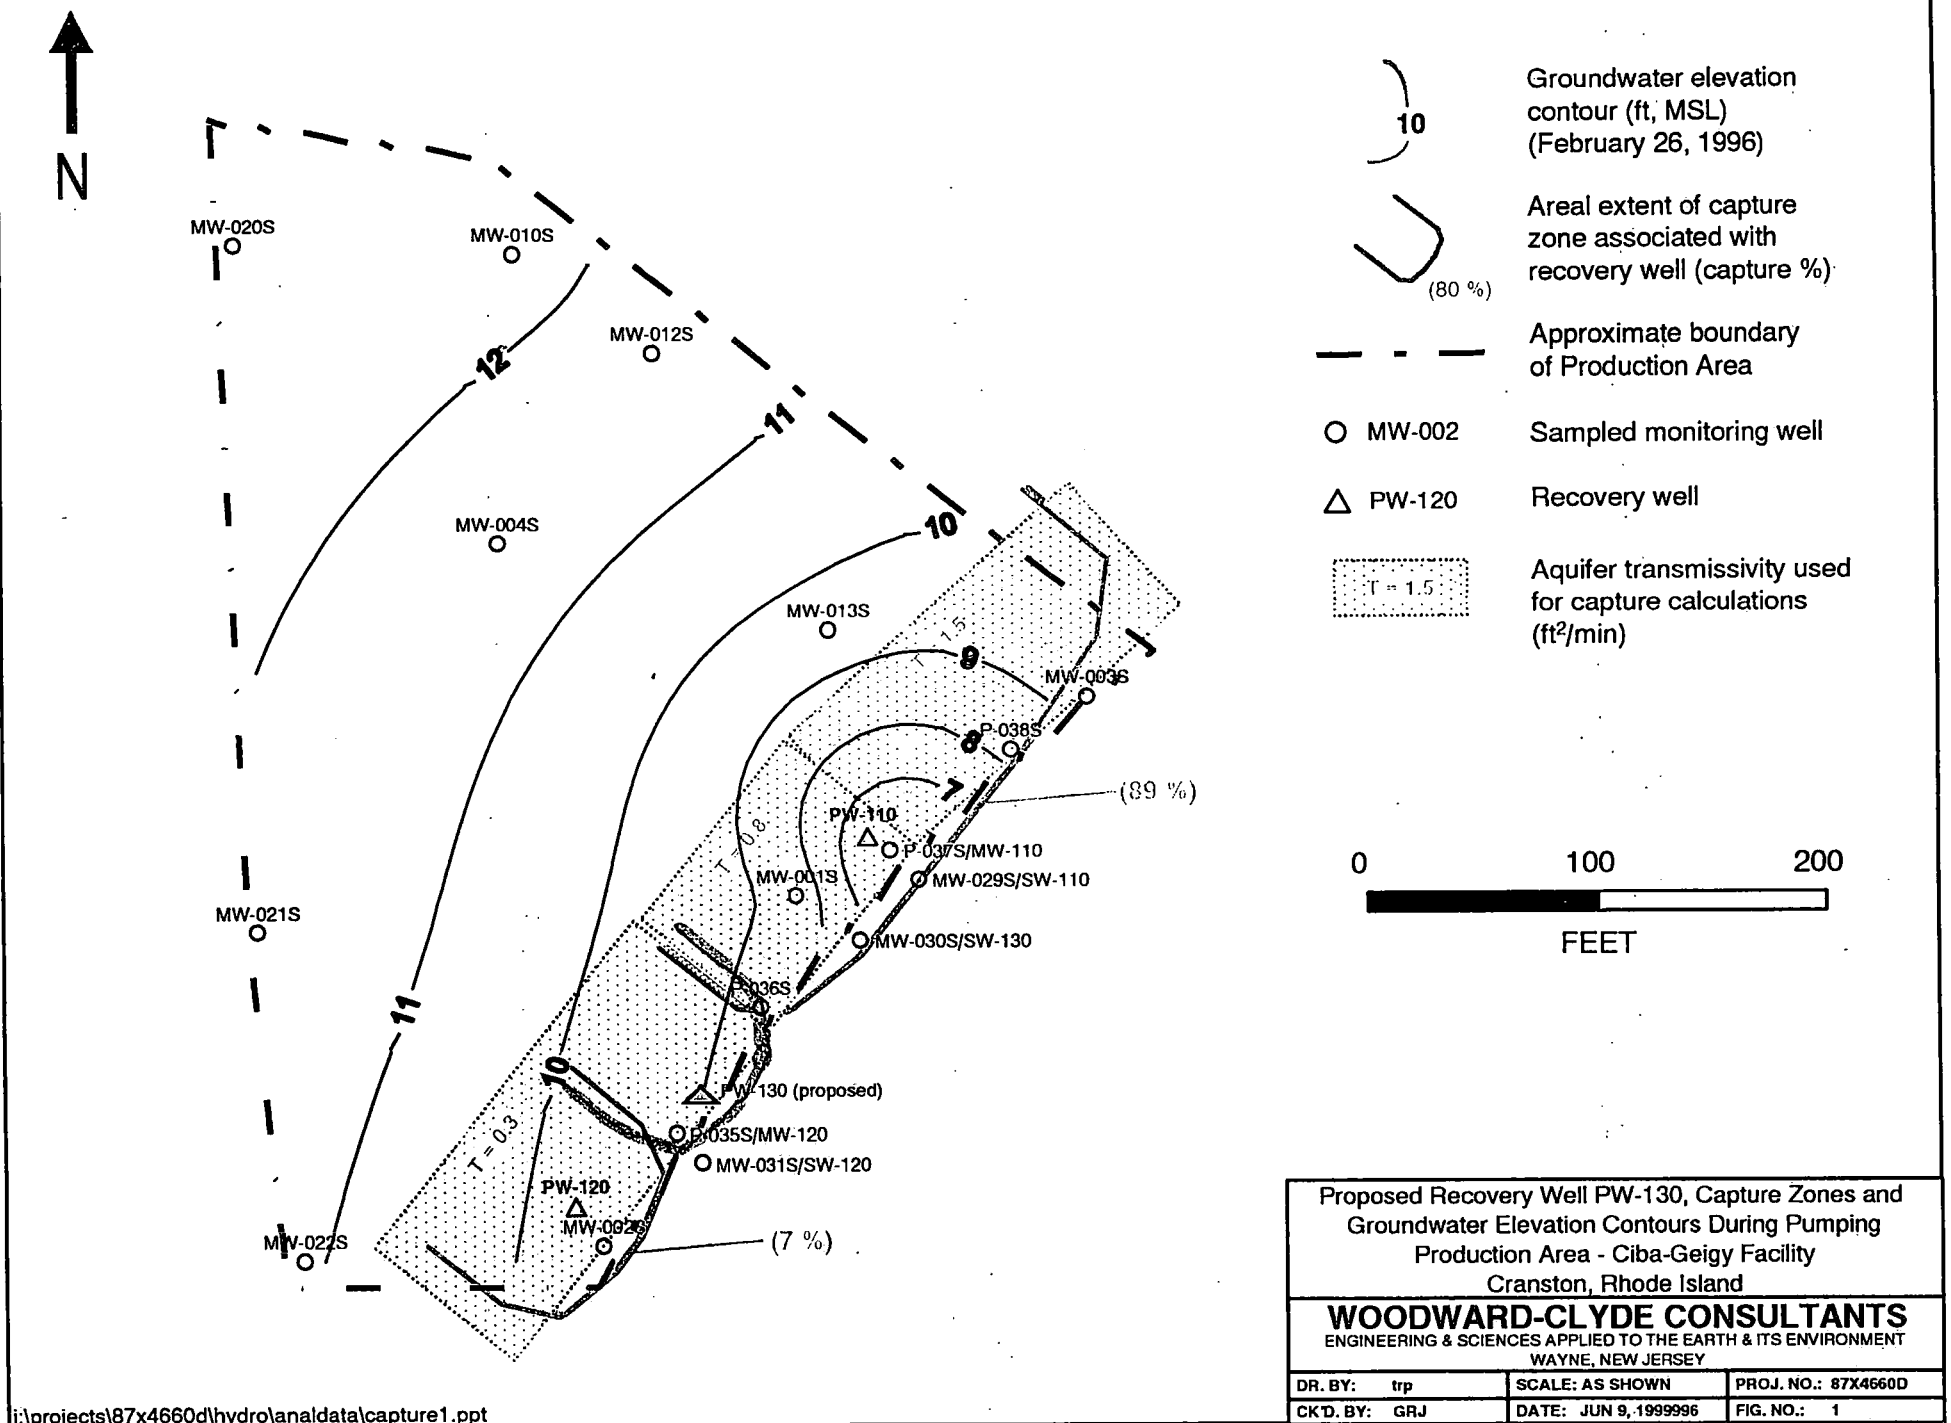 N
MW-020S
MW-010S
MW-012S
12
11
MW-004S
10
MW-013S
T = 1.5
9
MW-003S
8
P-038S
7
(89 %)
PW-110
T = 0.8
P-037S/MW-110
MW-001S
MW-029S/SW-110
MW-021S
MW-030S/SW-130
P-036S
11
10
PW-130 (proposed)
T = 0.3
P-035S/MW-120
MW-031S/SW-120
PW-120
MW-002S
MW-022S
(7 %)
Groundwater elevation
contour (ft, MSL)
(February 26, 1996)
10
Areal extent of capture
zone associated with
recovery well (capture %)
(80 %)
Approximate boundary
of Production Area
MW-002 Sampled monitoring well
PW-120 Recovery well
T = 1.5
Aquifer transmissivity used
for capture calculations
(ft²/min)
0 100 200
FEET
Proposed Recovery Well PW-130, Capture Zones and
Groundwater Elevation Contours During Pumping
Production Area - Ciba-Geigy Facility
Cranston, Rhode Island
WOODWARD-CLYDE CONSULTANTS
ENGINEERING & SCIENCES APPLIED TO THE EARTH & ITS ENVIRONMENT
WAYNE, NEW JERSEY
DR. BY: trp SCALE: AS SHOWN PROJ. NO.: 87X4660D
CK'D. BY: GRJ DATE: JUN 9, 1999996 FIG. NO.: 1
i:\projects\87x4660d\hydro\analdata\capture1.ppt